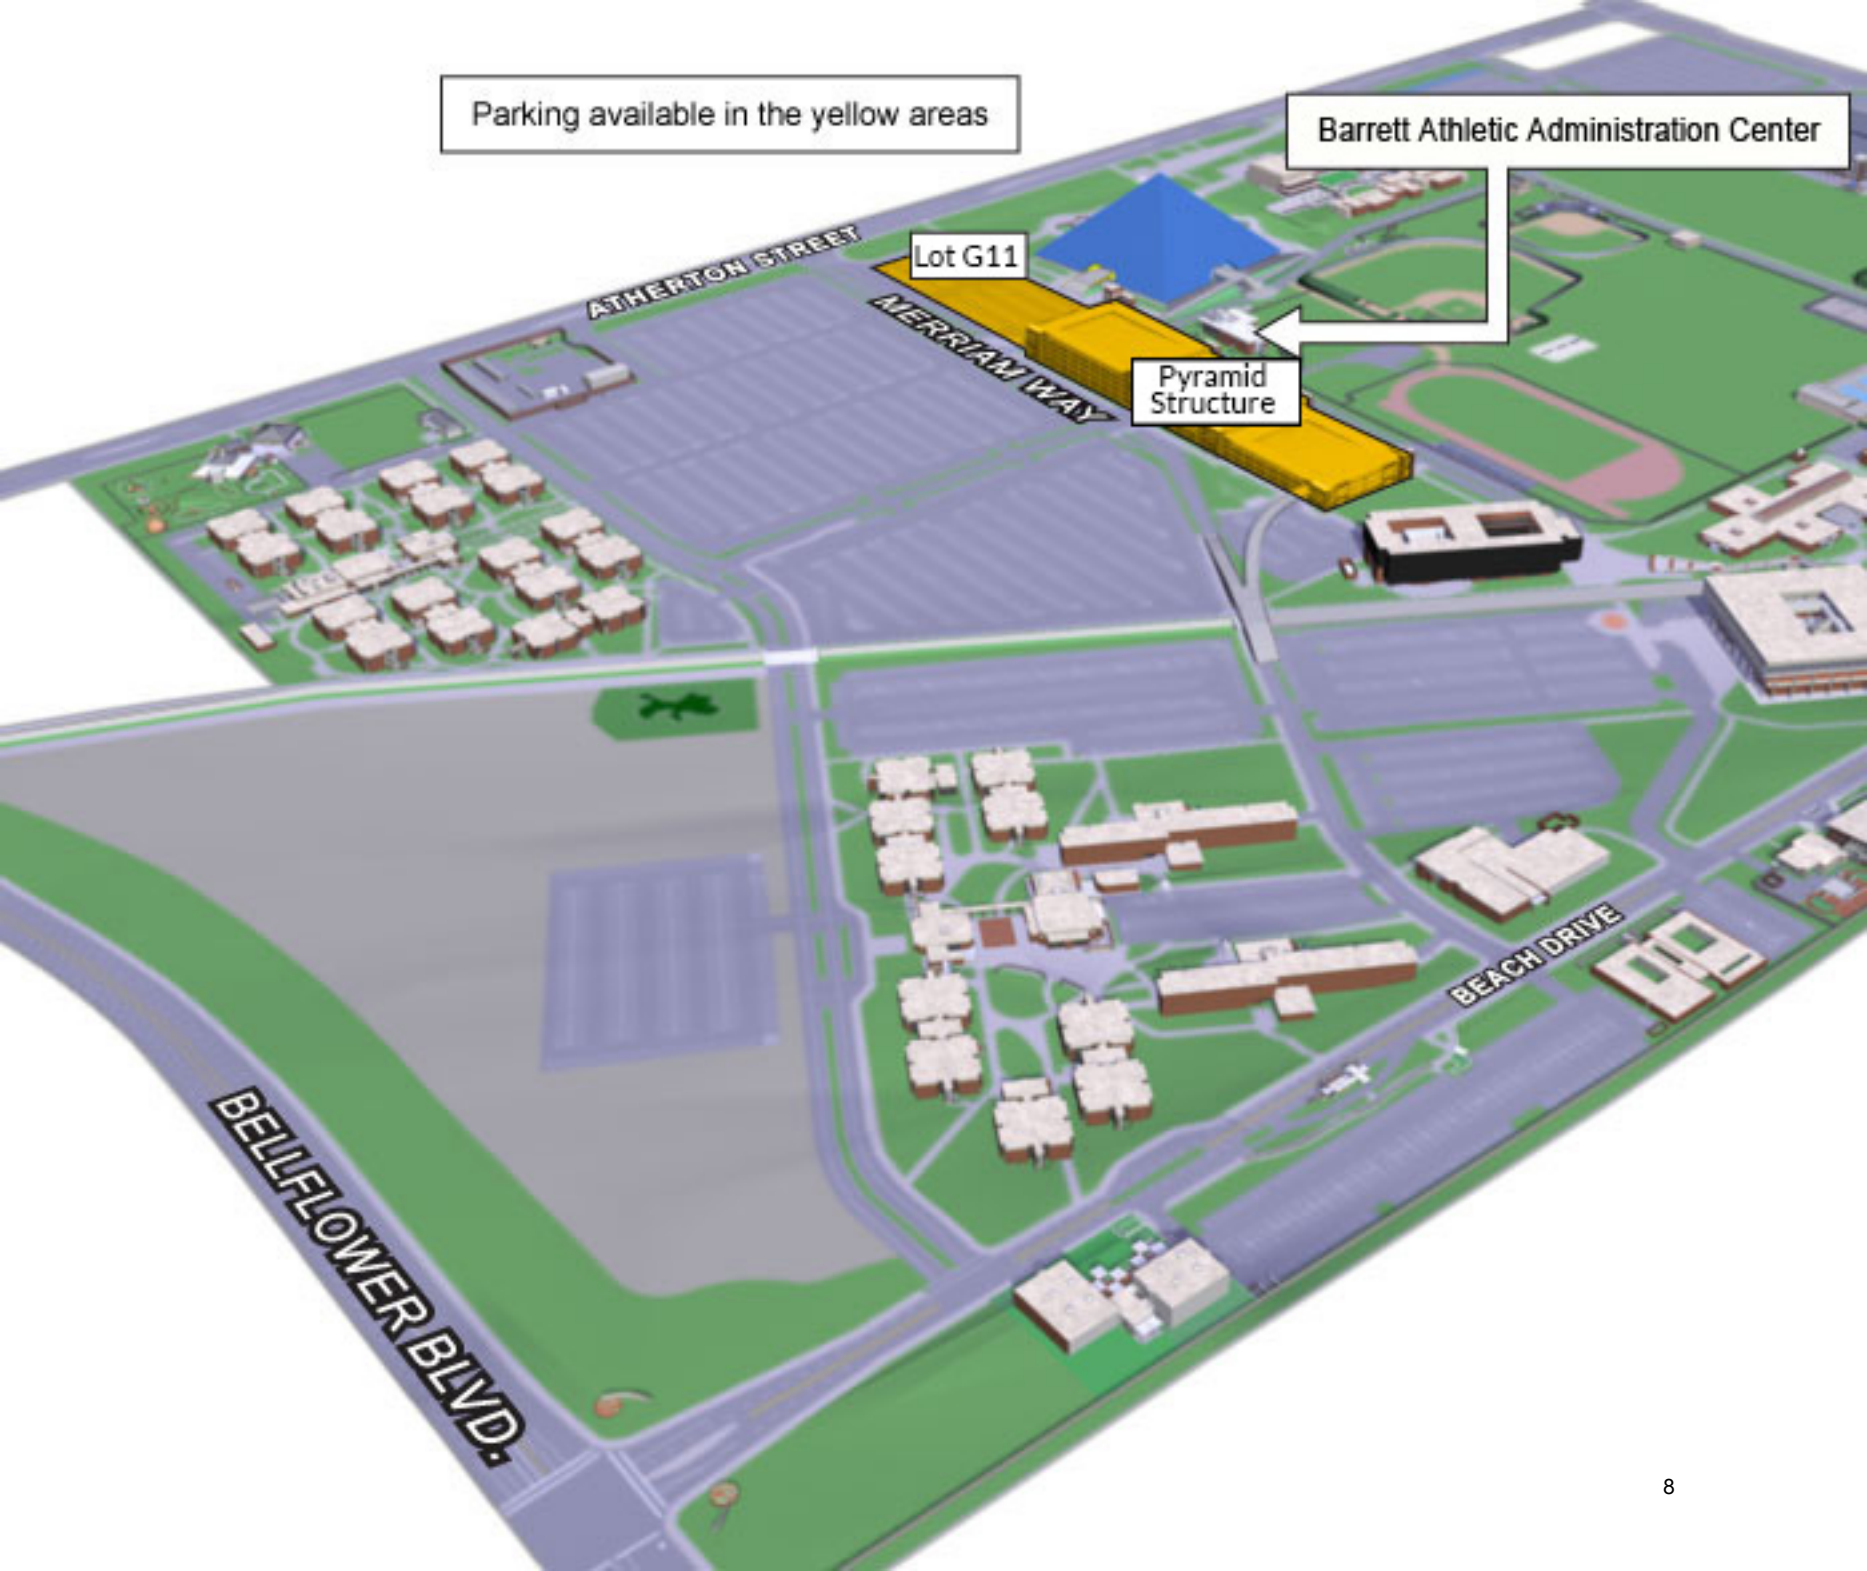 Parking available in the yellow areas
Barrett Athletic Administration Center
ATHERTON STREET
Lot G11
MERRIAM WAY
Pyramid
Structure
BEACH DRIVE
BELLFLOWER BLVD.
8